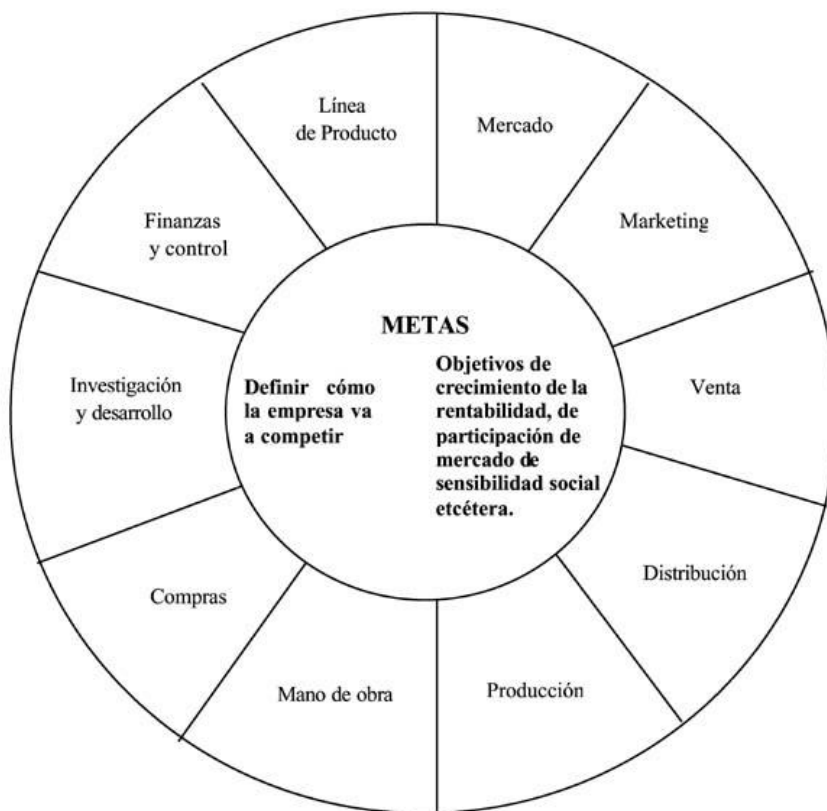 Línea
de Producto
Mercado
Marketing
Venta
Distribución
Producción
Mano de obra
Compras
Investigación
y desarrollo
Finanzas
y control
METAS
Definir cómo
la empresa va
a competir
Objetivos de
crecimiento de la
rentabilidad, de
participación de
mercado de
sensibilidad social
etcétera.